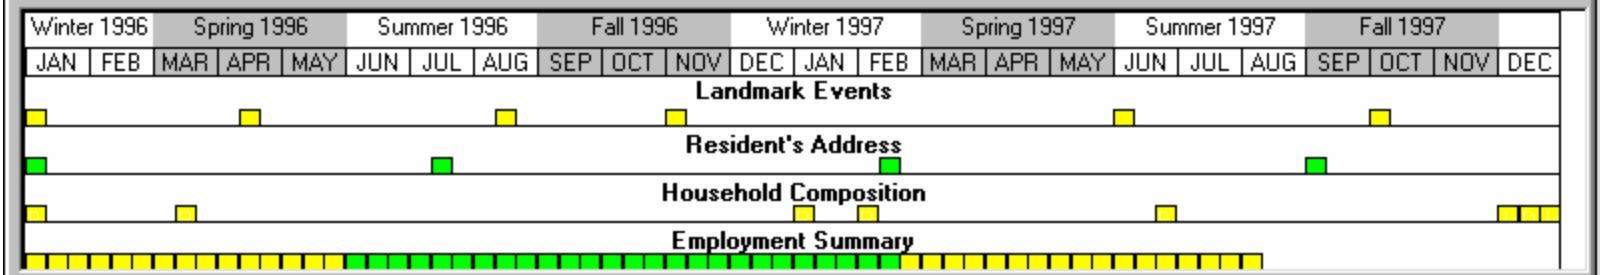 Winter 1996 Spring 1996 Summer 1996 Fall 1996 Winter 1997 Spring 1997 Summer 1997 Fall 1997
JAN FEB MAR APR MAY JUN JUL AUG SEP OCT NOV DEC JAN FEB MAR APR MAY JUN JUL AUG SEP OCT NOV DEC
Landmark Events
Resident's Address
Household Composition
Employment Summary